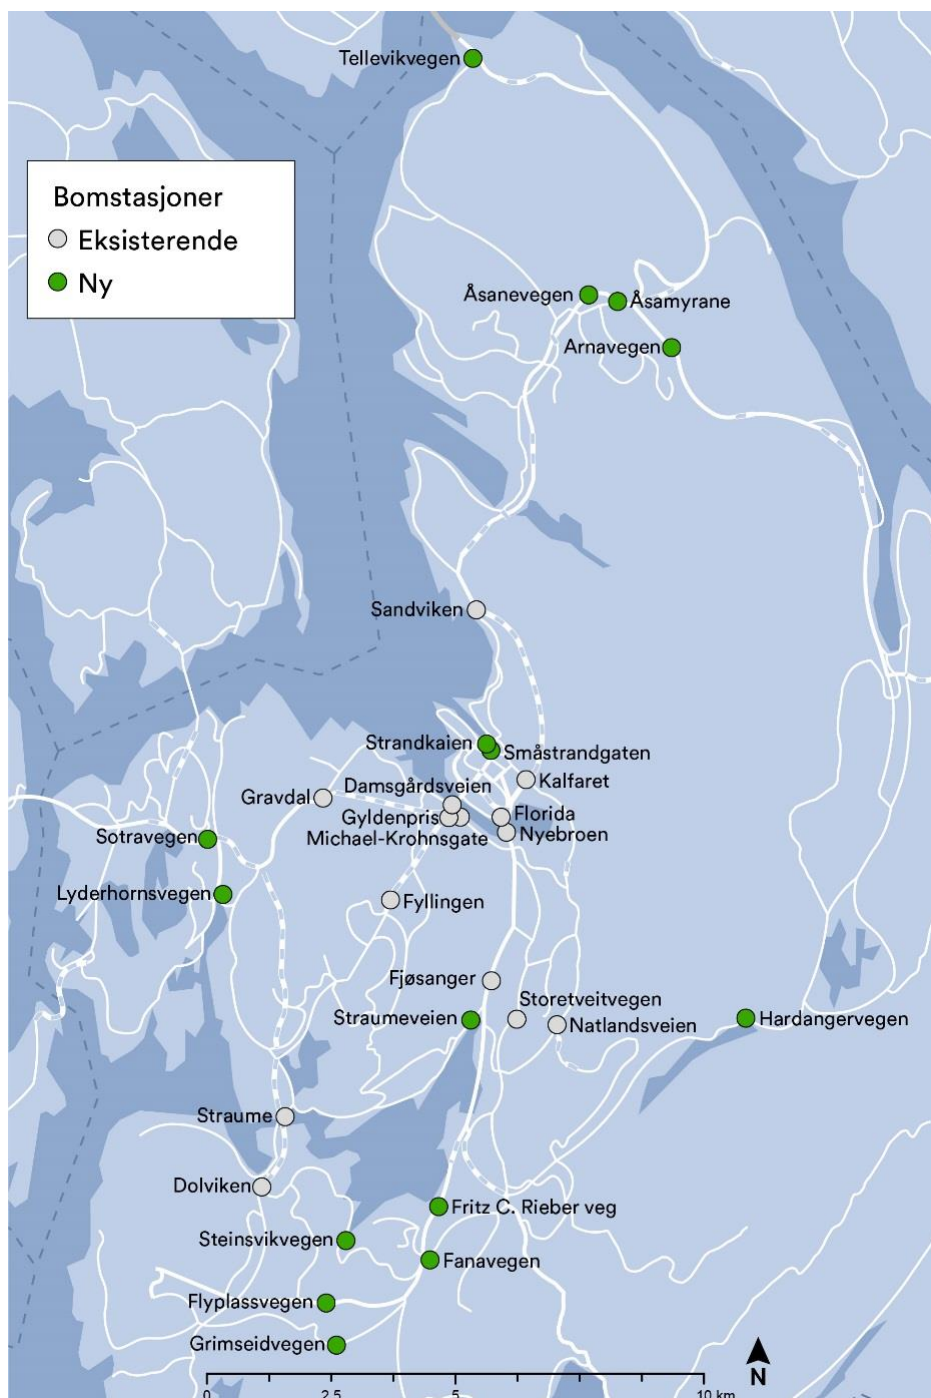 Tellevikvegen
Bomstasjoner
Eksisterende
Ny
Åsanevegen
Åsamyrane
Arnavegen
Sandviken
Strandkaien
Småstrandgaten
Kalfaret
Damsgårdsveien
Gravdal
Gyldenpris
Florida
Michael-Krohnsgate
Nyebroen
Sotravegen
Lyderhornsvegen
Fyllingen
Fjøsanger
Storetveitvegen
Straumeveien
Natlandsveien
Hardangervegen
Straume
Dolviken
Fritz C. Rieber veg
Steinsvikvegen
Fanavegen
Flyplassvegen
Grimseidvegen
N
0 2.5 5 10 km